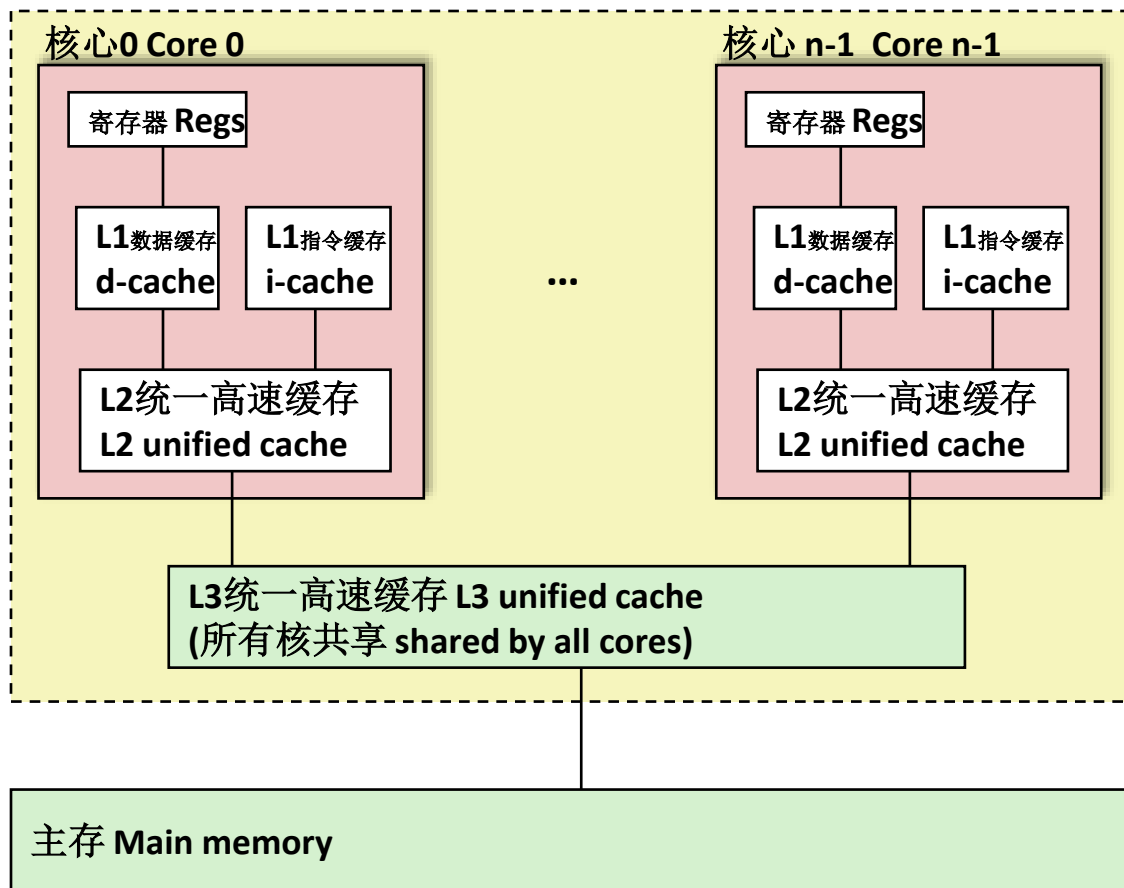 核心0 Core 0
寄存器 Regs
L1数据缓存
d-cache
L1指令缓存
i-cache
L2统一高速缓存
L2 unified cache
...
核心 n-1 Core n-1
寄存器 Regs
L1数据缓存
d-cache
L1指令缓存
i-cache
L2统一高速缓存
L2 unified cache
L3统一高速缓存 L3 unified cache
(所有核共享 shared by all cores)
主存 Main memory